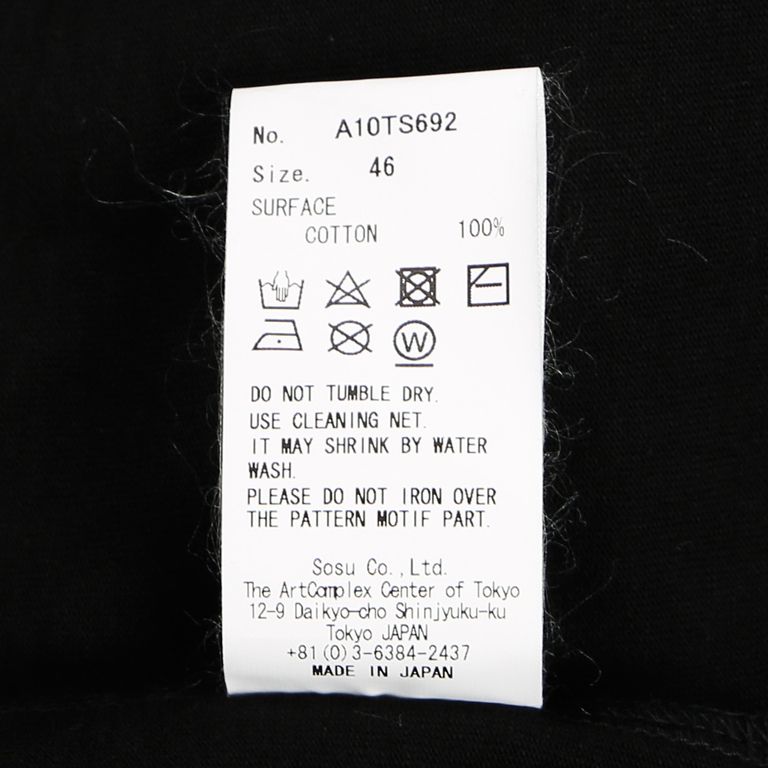 No. A10TS692
Size. 46
SURFACE
COTTON 100%
W
DO NOT TUMBLE DRY.
USE CLEANING NET.
IT MAY SHRINK BY WATER
WASH.
PLEASE DO NOT IRON OVER
THE PATTERN MOTIF PART.
Sosu Co.,Ltd.
The ArtComplex Center of Tokyo
12-9 Daikyo-cho Shinjyuku-ku
Tokyo JAPAN
+81(0)3-6384-2437
MADE IN JAPAN